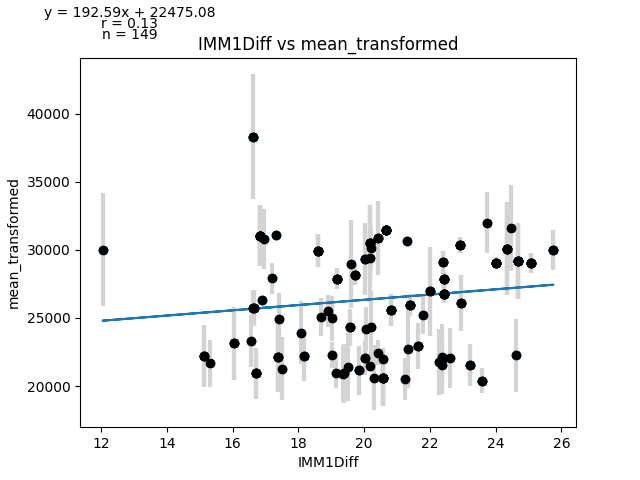 y = 192.59x + 22475.08
r = 0.13
n = 149
IMM1Diff vs mean_transformed
40000
35000
30000
25000
20000
mean_transformed
12 14 16 18 20 22 24 26
IMM1Diff